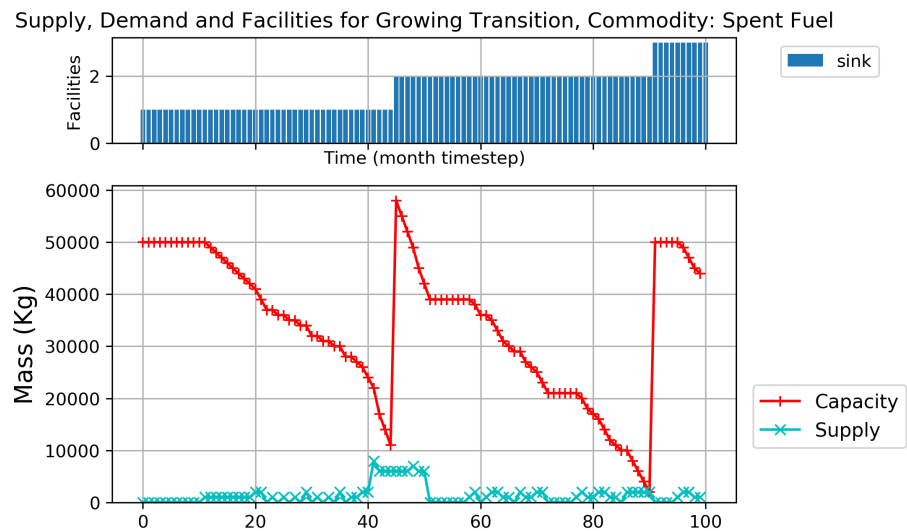 Supply, Demand and Facilities for Growing Transition, Commodity: Spent Fuel
Facilities
2
0
sink
Time (month timestep)
Mass (Kg)
60000
50000
40000
30000
20000
10000
0
0 20 40 60 80 100
Capacity
Supply